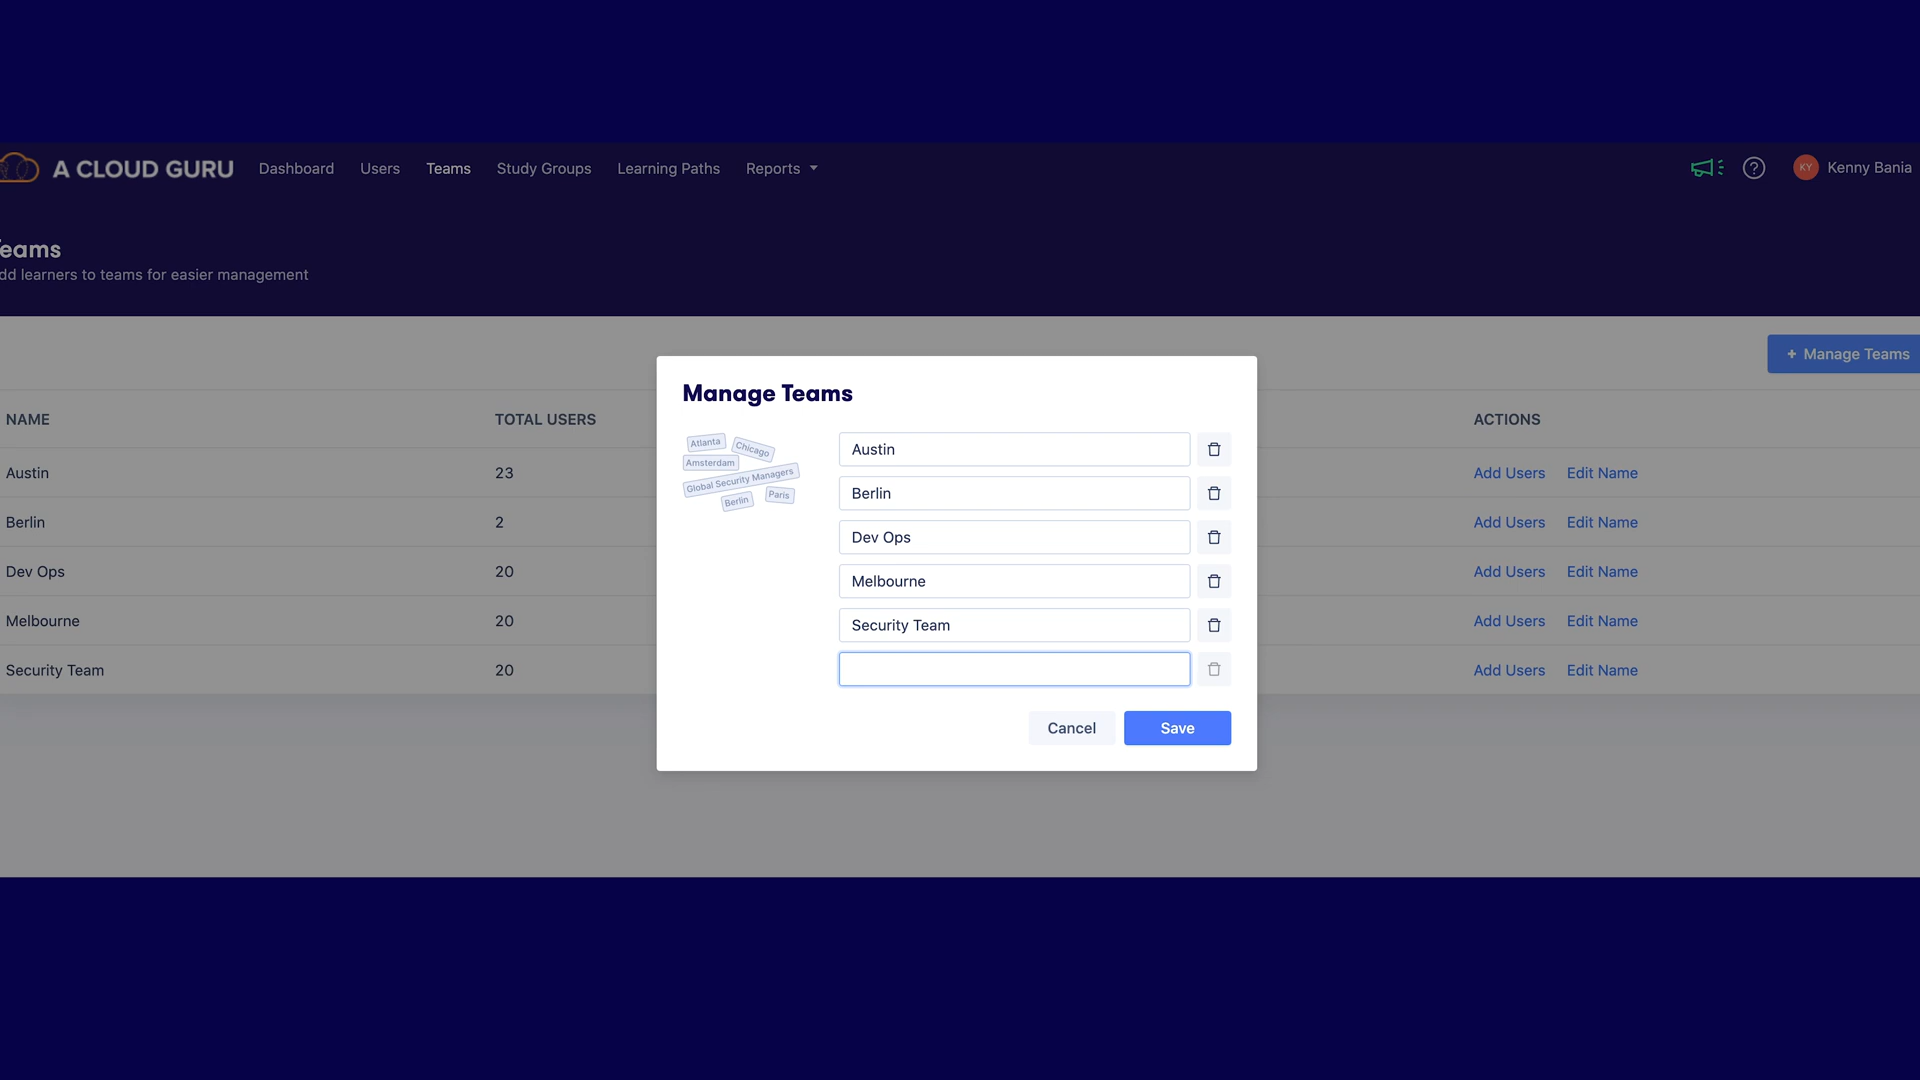 A CLOUD GURU Dashboard Users Teams Study Groups Learning Paths Reports ? KY Kenny Bania
eams
dd learners to teams for easier management
+ Manage Teams
NAME TOTAL USERS ACTIONS
Austin 23 Add Users Edit Name
Berlin 2 Add Users Edit Name
Dev Ops 20 Add Users Edit Name
Melbourne 20 Add Users Edit Name
Security Team 20 Add Users Edit Name
Manage Teams
Atlanta
Chicago
Amsterdam
Global Security Managers
Berlin
Paris
Austin
Berlin
Dev Ops
Melbourne
Security Team
Cancel Save